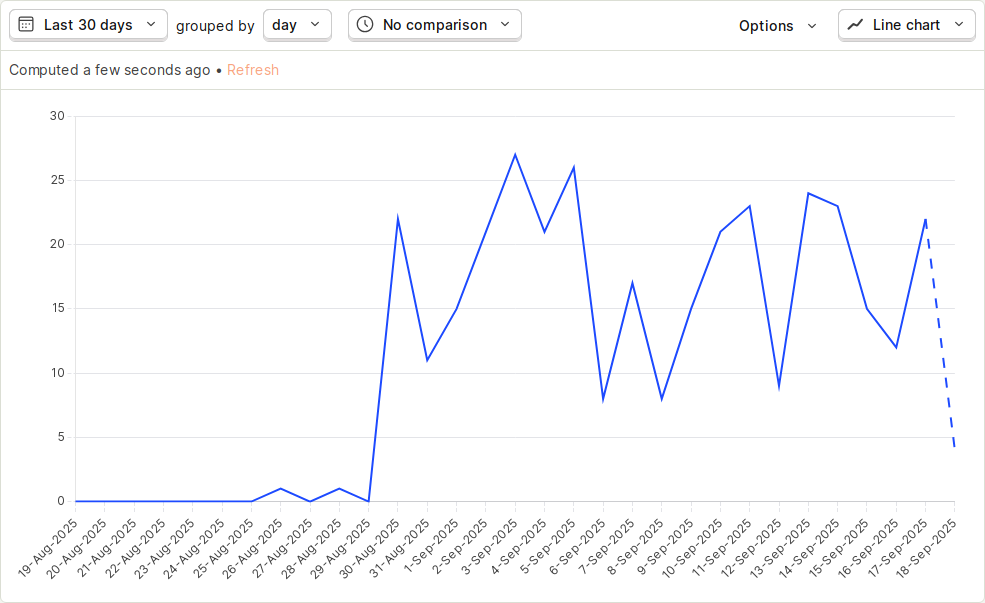 Last 30 days grouped by day No comparison Options Line chart
Computed a few seconds ago • Refresh
30
25
20
15
10
5
0
19-Aug-2025
20-Aug-2025
21-Aug-2025
22-Aug-2025
23-Aug-2025
24-Aug-2025
25-Aug-2025
26-Aug-2025
27-Aug-2025
28-Aug-2025
29-Aug-2025
30-Aug-2025
31-Aug-2025
1-Sep-2025
2-Sep-2025
3-Sep-2025
4-Sep-2025
5-Sep-2025
6-Sep-2025
7-Sep-2025
8-Sep-2025
9-Sep-2025
10-Sep-2025
11-Sep-2025
12-Sep-2025
13-Sep-2025
14-Sep-2025
15-Sep-2025
16-Sep-2025
17-Sep-2025
18-Sep-2025